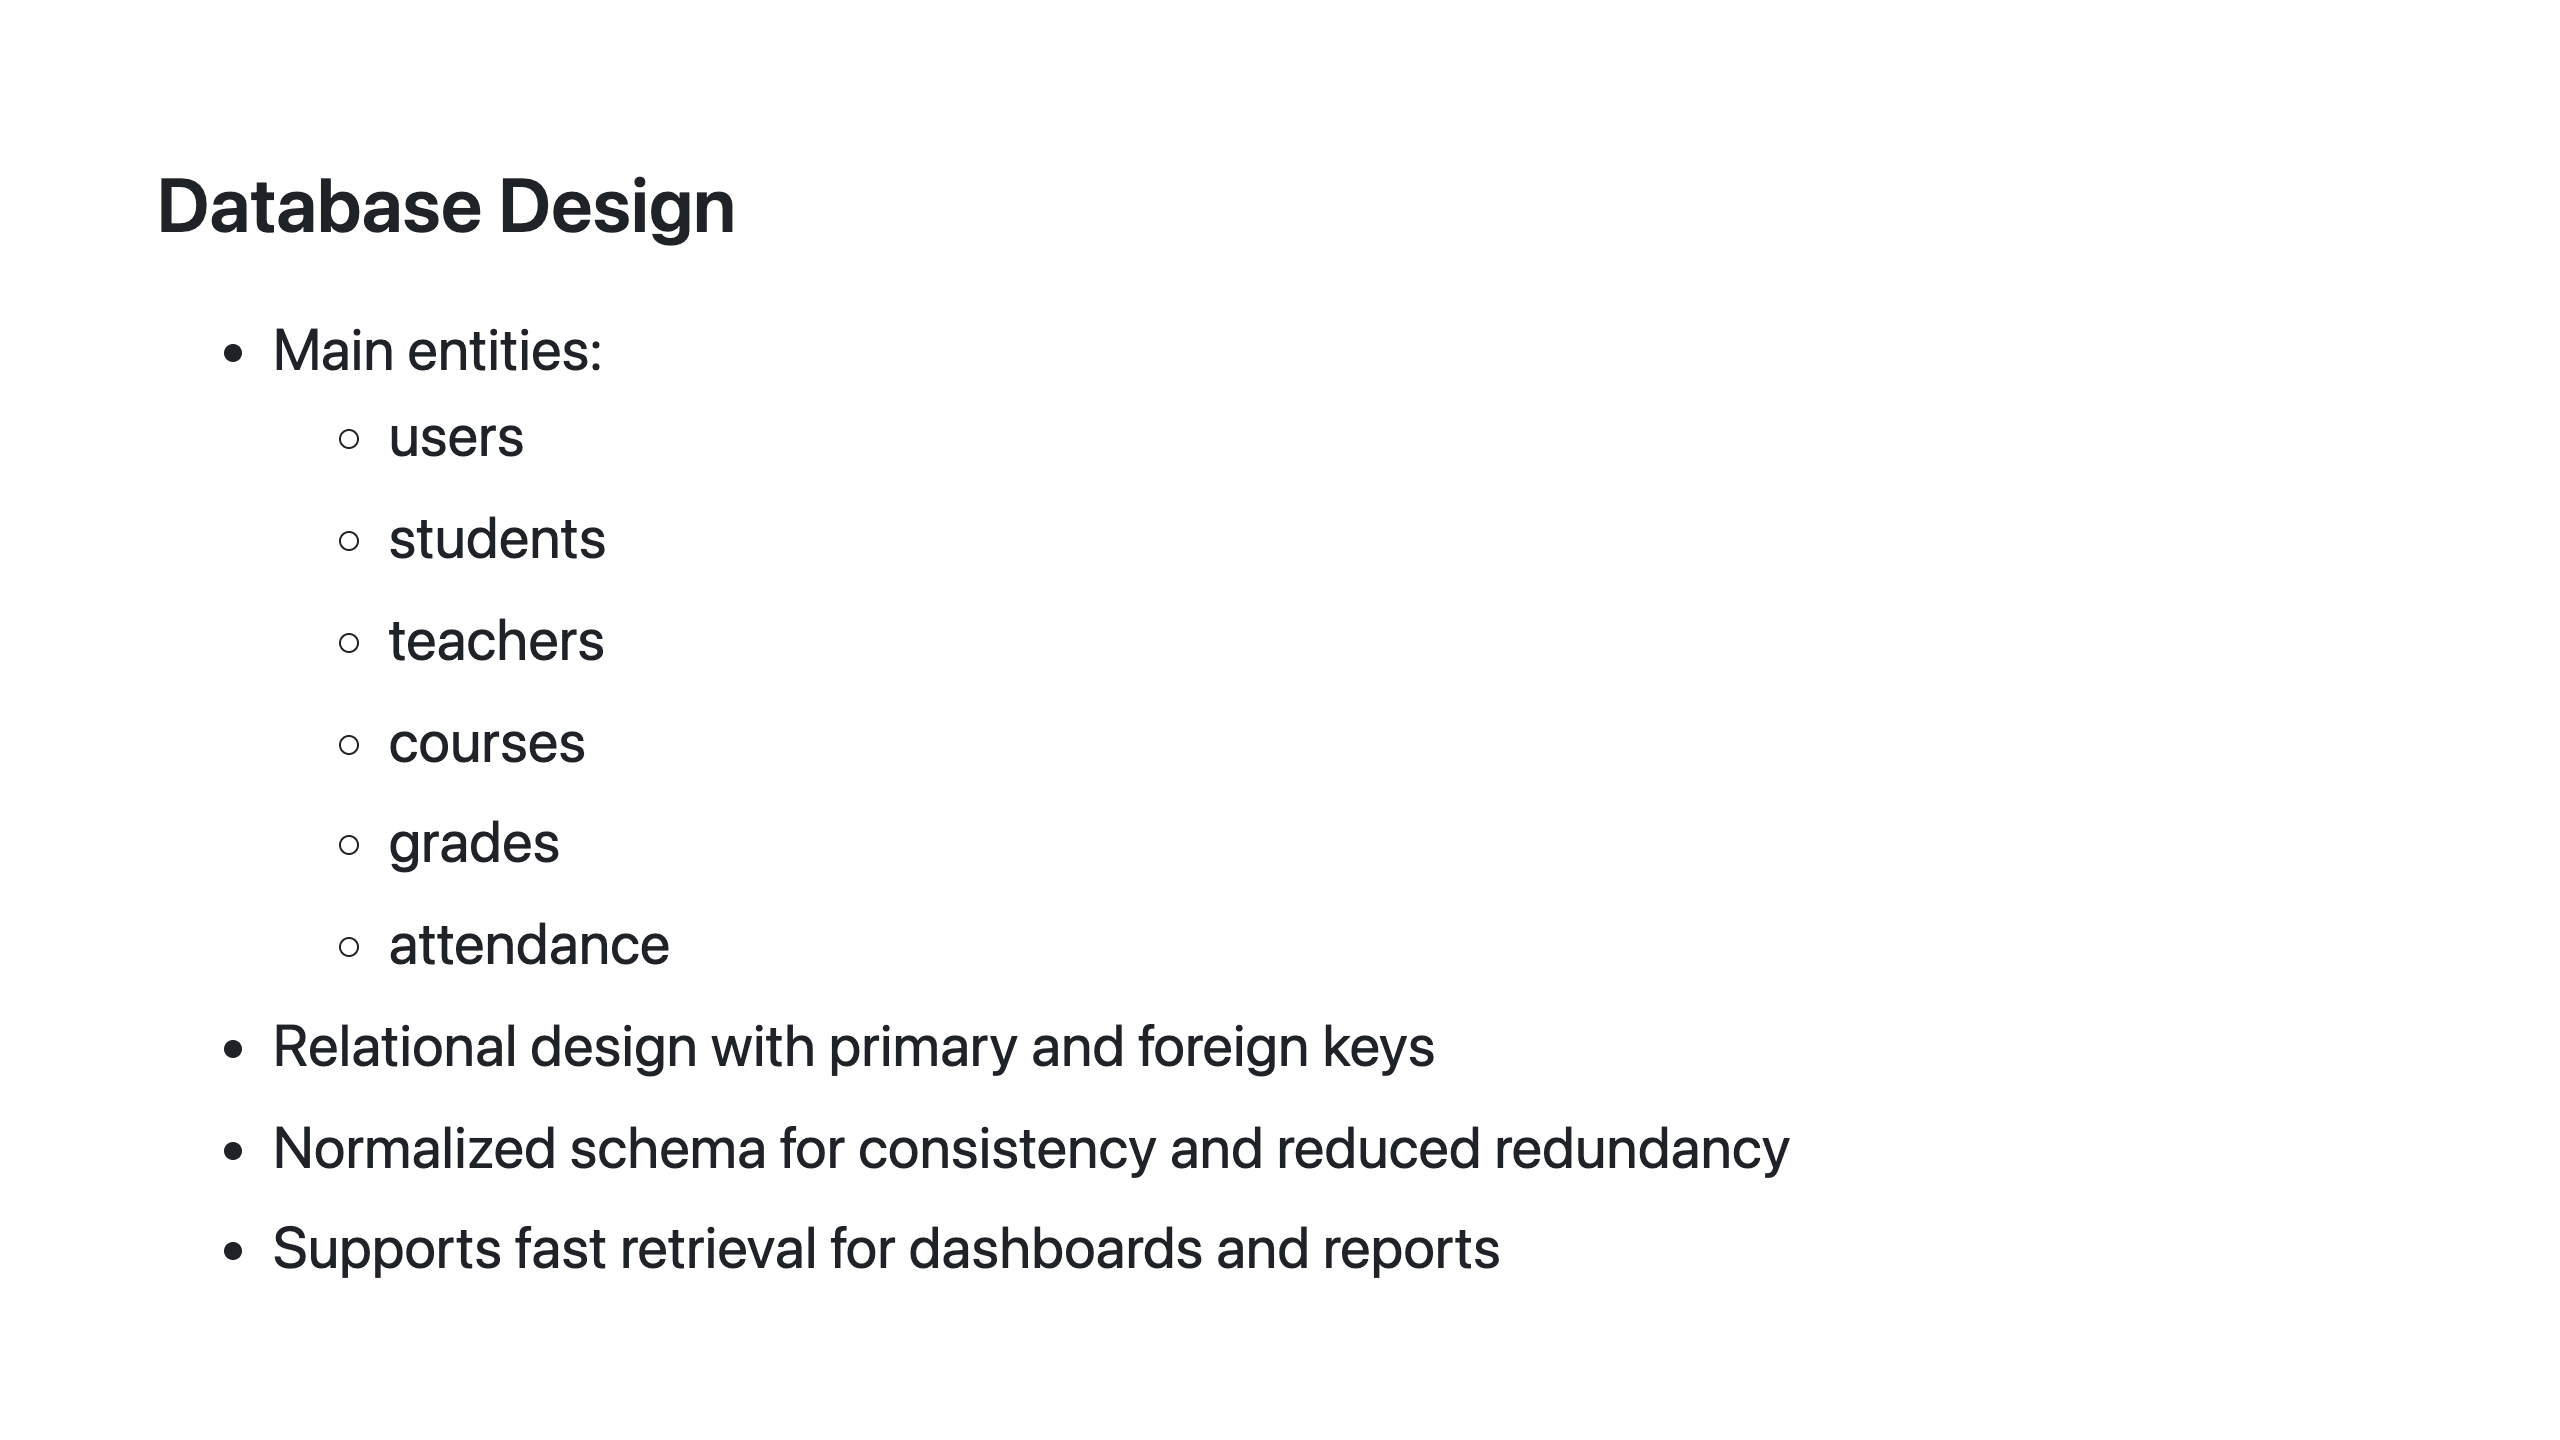 Database Design
• Main entities:
○ users
○ students
○ teachers
○ courses
○ grades
○ attendance
• Relational design with primary and foreign keys
• Normalized schema for consistency and reduced redundancy
• Supports fast retrieval for dashboards and reports